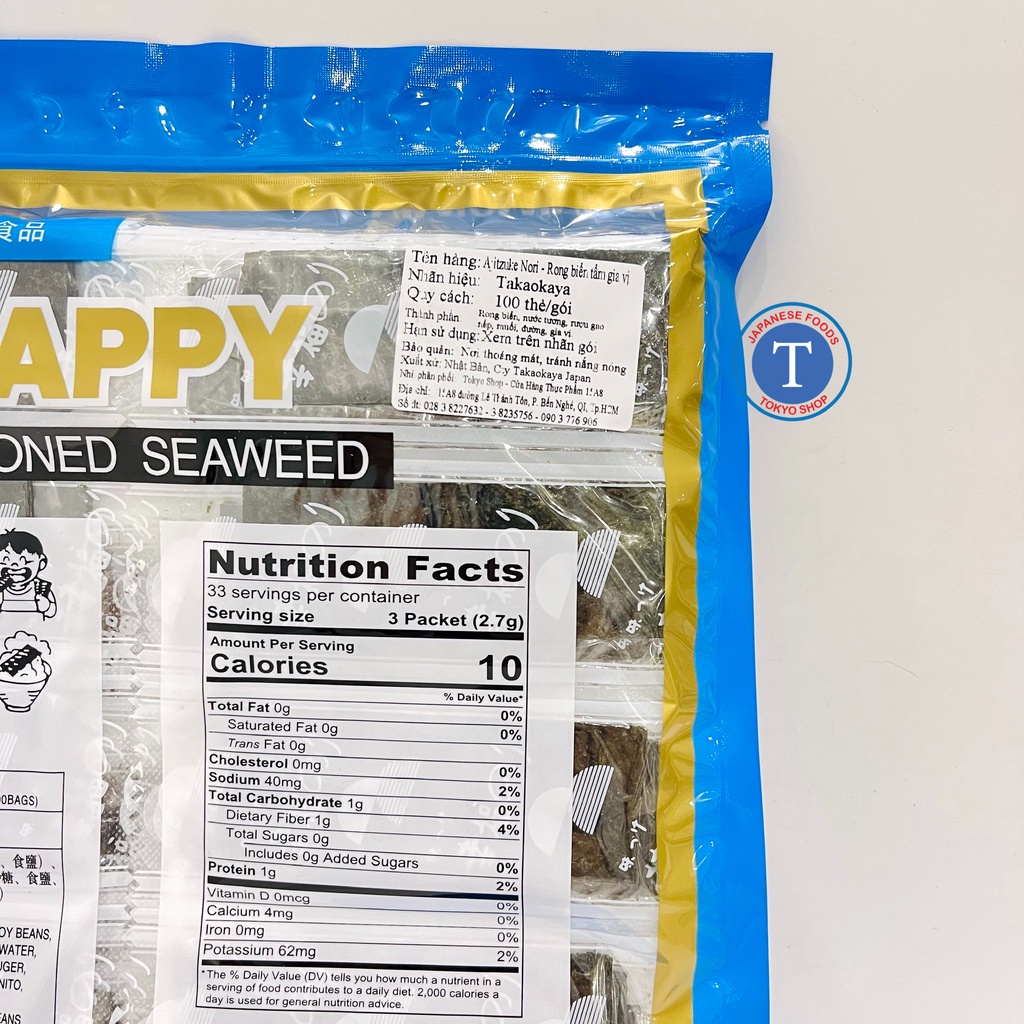 食品
APPY
ONED SEAWEED
Tên hàng: Ajitzuke Nori - Rong biển tẩm gia vị
Nhãn hiệu: Takaokaya
Quy cách: 100 thẻ/gói
Thành phần: Rong biển, nước tương, rượu gạo
nếp, muối, đường, gia vị
Hạn sử dụng: Xem trên nhãn gói
Bảo quản: Nơi thoáng mát, tránh nắng nóng
Xuất xứ: Nhật Bản, C.ty Takaokaya Japan
Nhà phân phối: Tokyo Shop - Cửa Hàng Thực Phẩm 15A8
Địa chỉ: 15A8 đường Lê Thánh Tôn, P. Bến Nghé, Q1, Tp.HCM
Số đt: 028 3 8227632 - 3 8235756 - 090 3 776 906
JAPANESE FOODS
T
TOKYO SHOP
Nutrition Facts
33 servings per container
Serving size 3 Packet (2.7g)
Amount Per Serving
Calories 10
% Daily Value*
Total Fat 0g 0%
Saturated Fat 0g 0%
Trans Fat 0g
Cholesterol 0mg 0%
Sodium 40mg 2%
Total Carbohydrate 1g 0%
Dietary Fiber 1g 4%
Total Sugars 0g
Includes 0g Added Sugars 0%
Protein 1g 2%
Vitamin D 0mcg 0%
Calcium 4mg 0%
Iron 0mg 0%
Potassium 62mg 2%
*The % Daily Value (DV) tells you how much a nutrient in a
serving of food contributes to a daily diet. 2,000 calories a
day is used for general nutrition advice.
0BAGS)
、食鹽)、
糖、食鹽、
)
OY BEANS,
WATER,
UGER,
NITO,
EANS